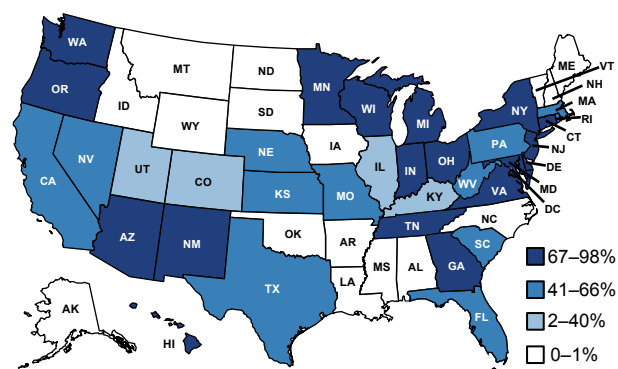 WA
OR
CA
NV
ID
MT
WY
UT
CO
AZ
NM
ND
SD
NE
KS
OK
TX
MN
IA
MO
AR
LA
WI
IL
MI
IN
OH
KY
TN
MS
AL
GA
FL
SC
NC
VA
WV
PA
NY
ME
VT
NH
MA
RI
CT
NJ
DE
MD
DC
AK
HI
67–98%
41–66%
2–40%
0–1%